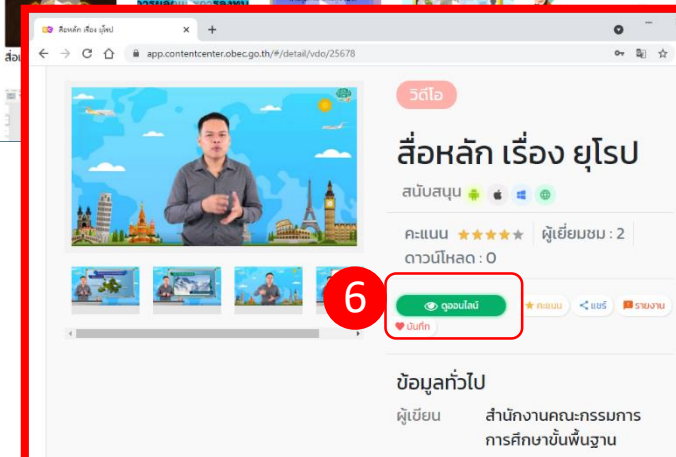 สื่อหลัก เรื่อง ยุโรป
app.contentcenter.obec.go.th/#/detail/vdo/25678
วิดีโอ
สื่อหลัก เรื่อง ยุโรป
สนับสนุน
คะแนน
ผู้เยี่ยมชม : 2
ดาวน์โหลด : 0
6
ดูออนไลน์
คะแนน
แชร์
รายงาน
บันทึก
ข้อมูลทั่วไป
ผู้เขียน
สำนักงานคณะกรรมการ
การศึกษาขั้นพื้นฐาน